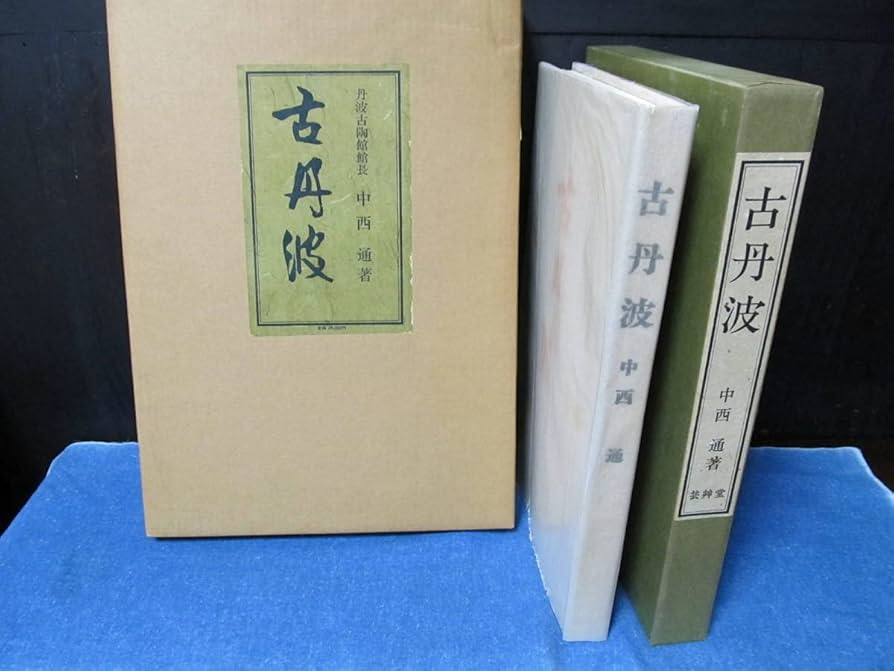 古丹波
丹波古陶館館長 中西 通著
古丹波
中西 通
古丹波
中西 通著
芸艸堂